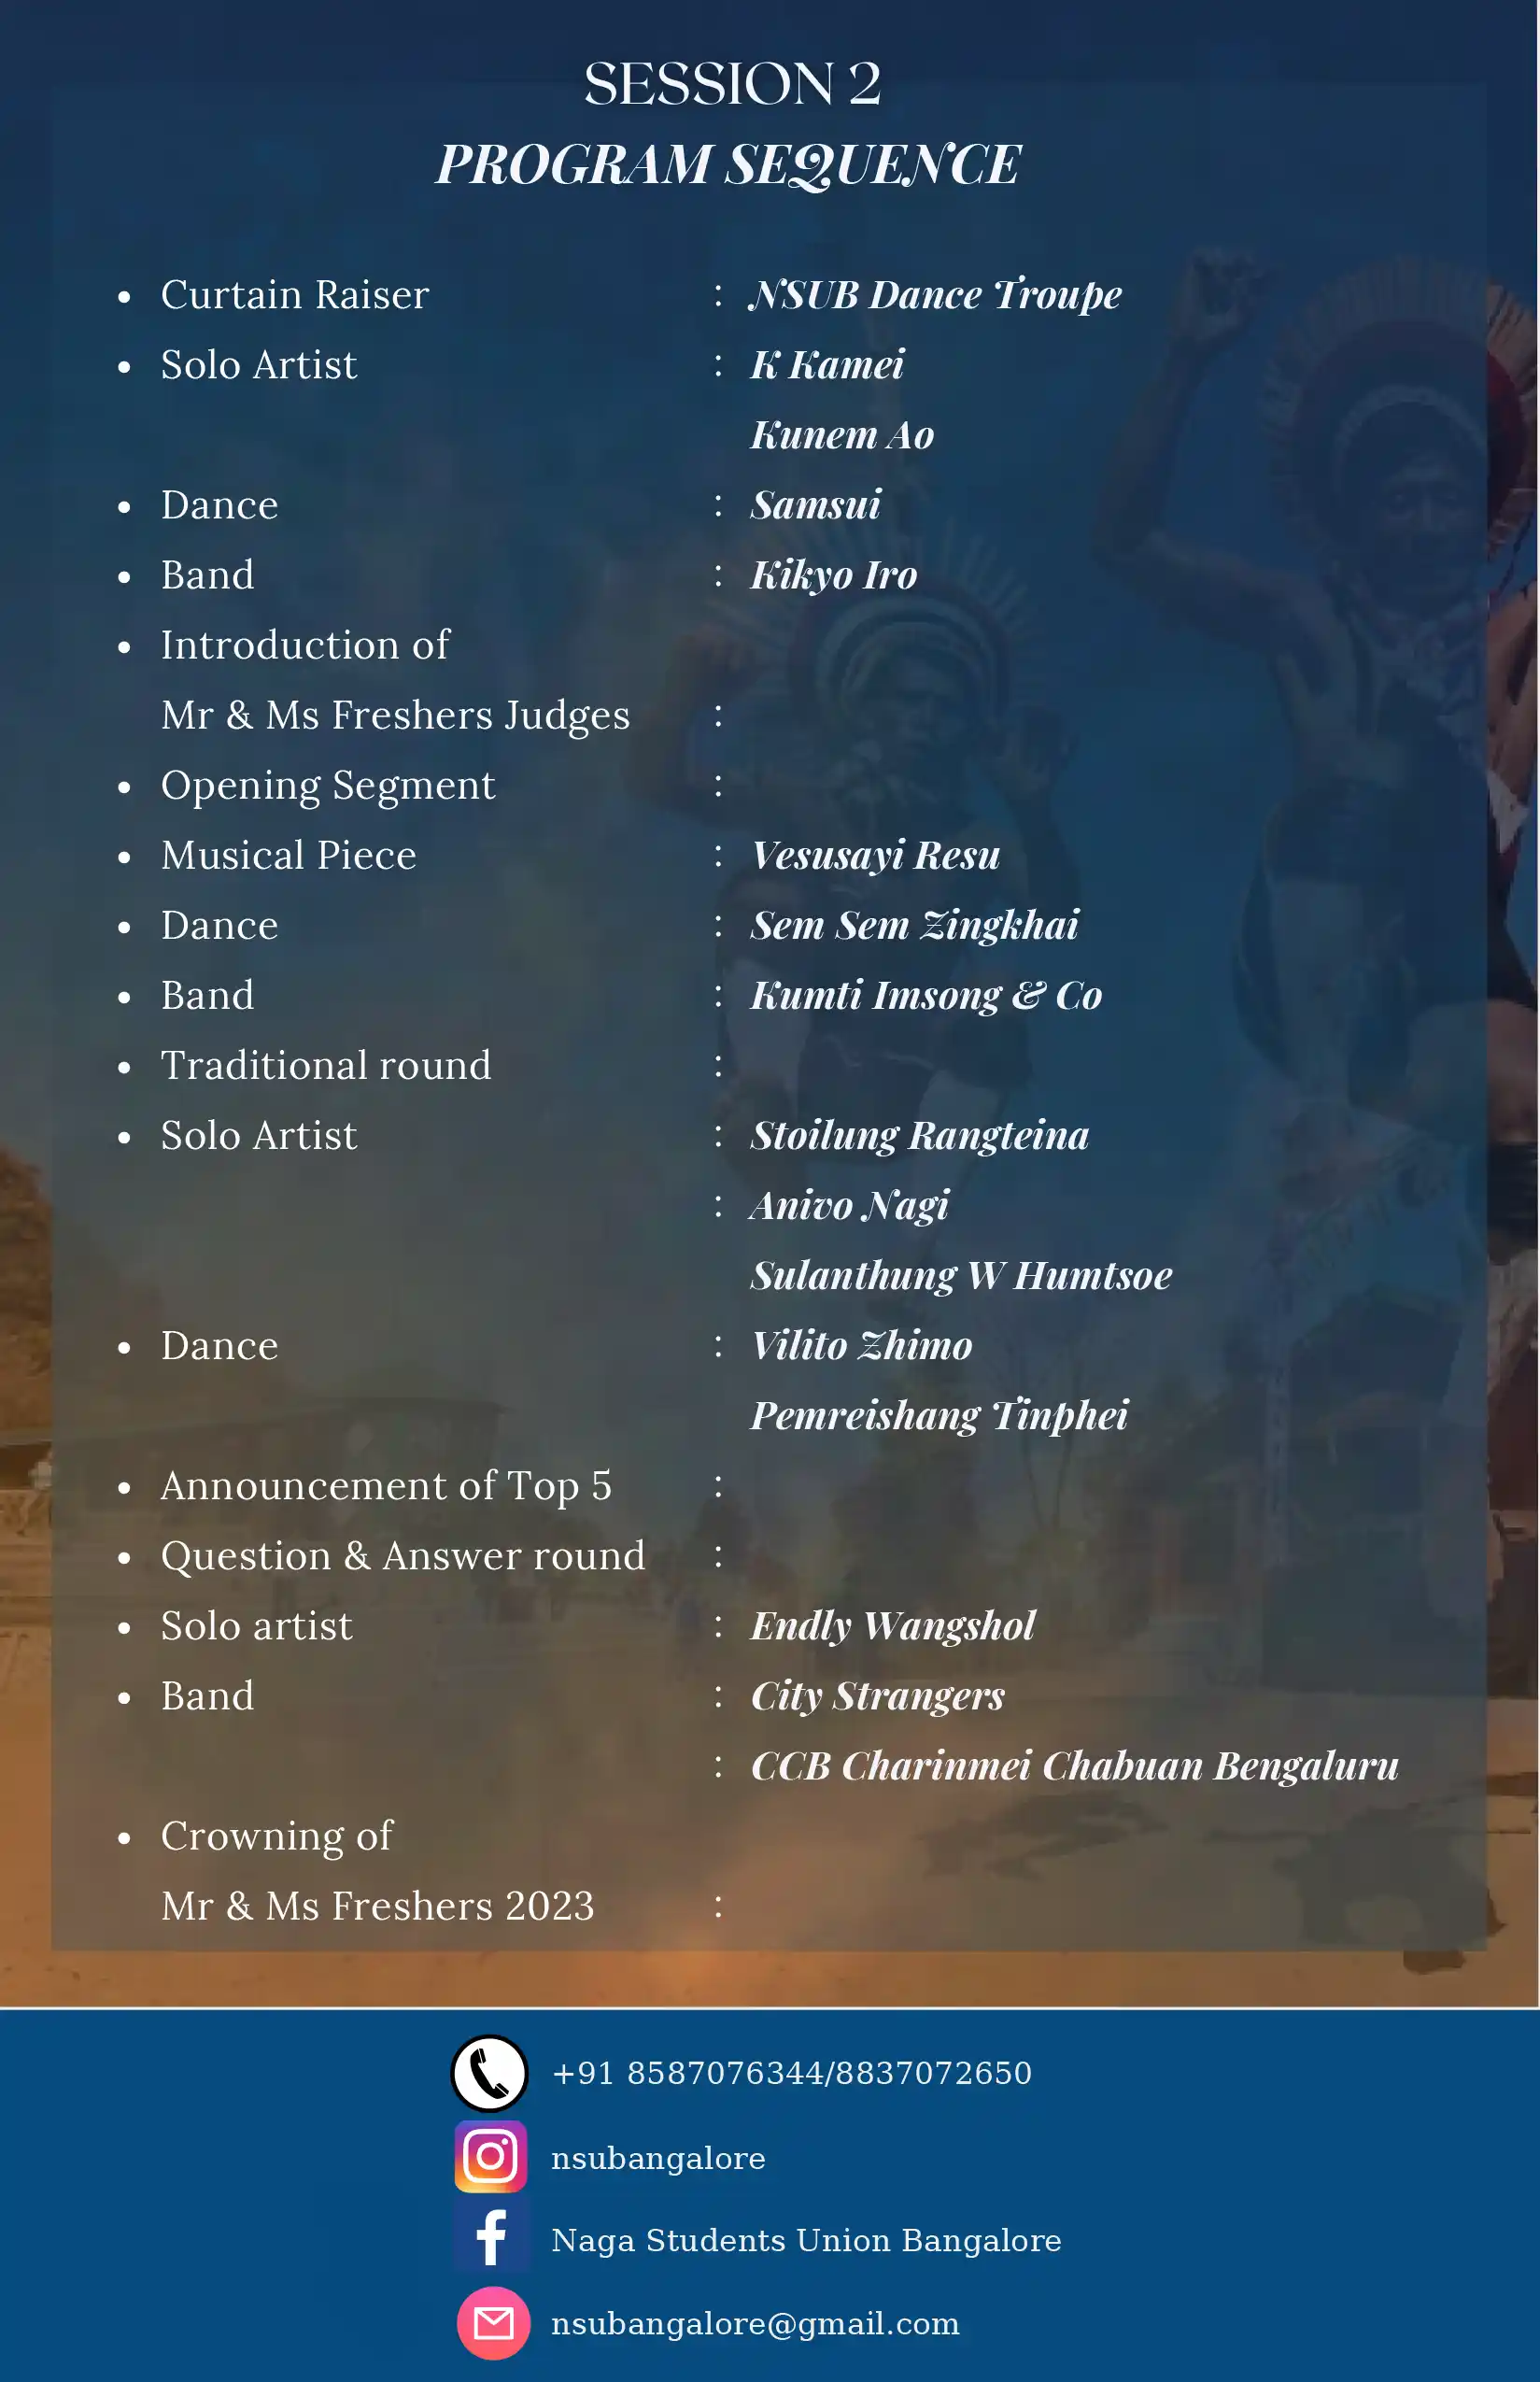 SESSION 2
PROGRAM SEQUENCE
• Curtain Raiser : NSUB Dance Troupe
• Solo Artist : K Kamei
Kunem Ao
• Dance : Samsui
• Band : Kikyo Iro
• Introduction of
Mr & Ms Freshers Judges :
• Opening Segment :
• Musical Piece : Vesusayi Resu
• Dance : Sem Sem Zingkhai
• Band : Kumti Imsong & Co
• Traditional round :
• Solo Artist : Stoilung Rangteina
: Anivo Nagi
Sulanthung W Humtsoe
• Dance : Vilito Zhimo
Pemreishang Tinphei
• Announcement of Top 5 :
• Question & Answer round :
• Solo artist : Endly Wangshol
• Band : City Strangers
: CCB Charinmei Chabuan Bengaluru
• Crowning of
Mr & Ms Freshers 2023 :
+91 8587076344/8837072650
nsubangalore
Naga Students Union Bangalore
nsubangalore@gmail.com